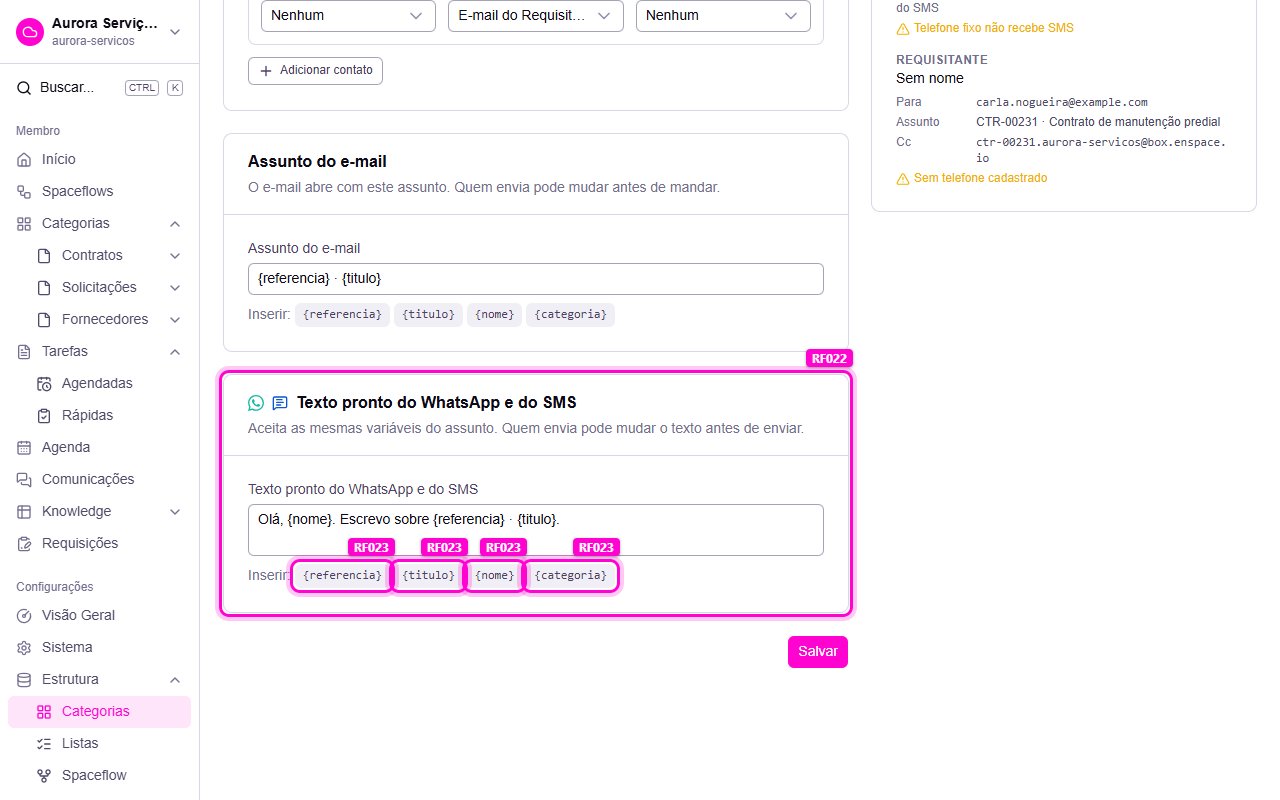 Aurora Serviç...
aurora-servicos
Buscar... CTRL K
Membro
Início
Spaceflows
Categorias
Contratos
Solicitações
Fornecedores
Tarefas
Agendadas
Rápidas
Agenda
Comunicações
Knowledge
Requisições
Configurações
Visão Geral
Sistema
Estrutura
Categorias
Listas
Spaceflow
Nenhum E-mail do Requisit... Nenhum
Adicionar contato
Assunto do e-mail
O e-mail abre com este assunto. Quem envia pode mudar antes de mandar.
Assunto do e-mail
{referencia} · {titulo}
Inserir: {referencia} {titulo} {nome} {categoria}
RF022
Texto pronto do WhatsApp e do SMS
Aceita as mesmas variáveis do assunto. Quem envia pode mudar o texto antes de enviar.
Texto pronto do WhatsApp e do SMS
Olá, {nome}. Escrevo sobre {referencia} · {titulo}.
RF023 RF023 RF023 RF023
Inserir: {referencia} {titulo} {nome} {categoria}
Salvar
do SMS
Telefone fixo não recebe SMS
REQUISITANTE
Sem nome
Para carla.nogueira@example.com
Assunto CTR-00231 · Contrato de manutenção predial
Cc ctr-00231.aurora-servicos@box.enspace.
io
Sem telefone cadastrado